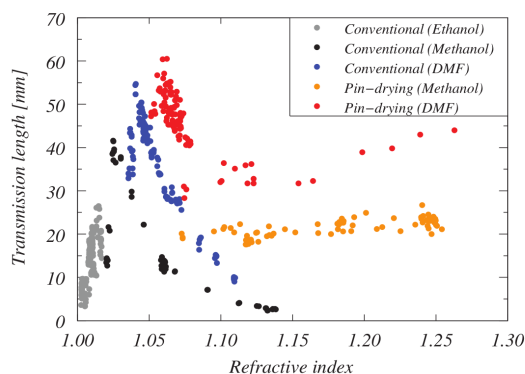 Conventional (Ethanol)
Conventional (Methanol)
Conventional (DMF)
Pin-drying (Methanol)
Pin-drying (DMF)
Transmission length [mm]
70
60
50
40
30
20
10
0
1.00 1.05 1.10 1.15 1.20 1.25 1.30
Refractive index